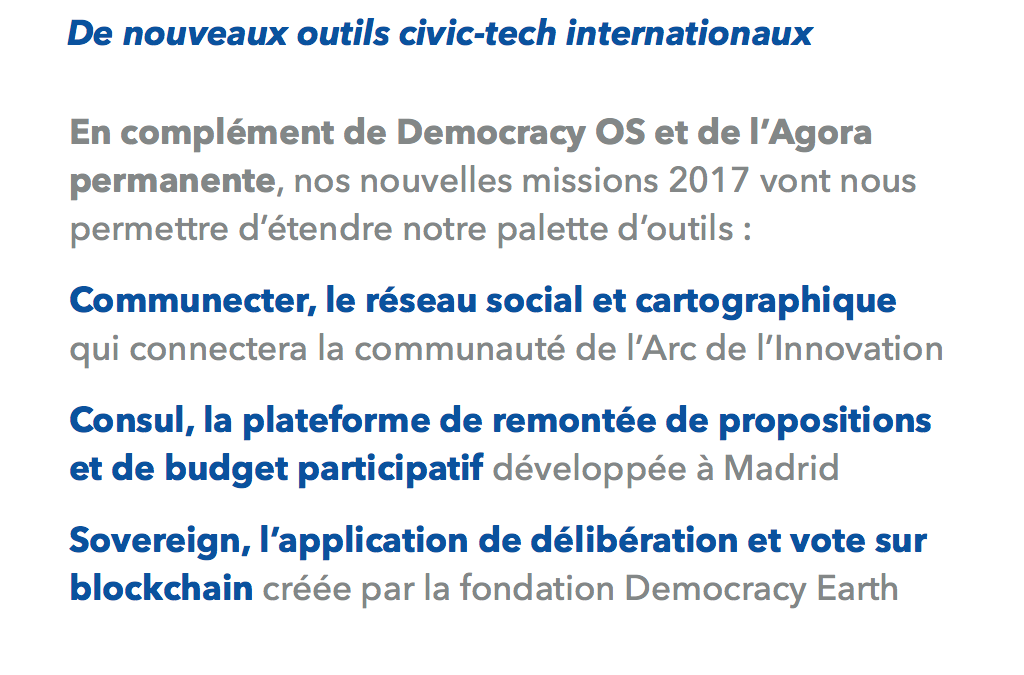 De nouveaux outils civic-tech internationaux
En complément de Democracy OS et de l’Agora
permanente, nos nouvelles missions 2017 vont nous
permettre d’étendre notre palette d’outils :
Communecter, le réseau social et cartographique
qui connectera la communauté de l’Arc de l’Innovation
Consul, la plateforme de remontée de propositions
et de budget participatif développée à Madrid
Sovereign, l’application de délibération et vote sur
blockchain créée par la fondation Democracy Earth